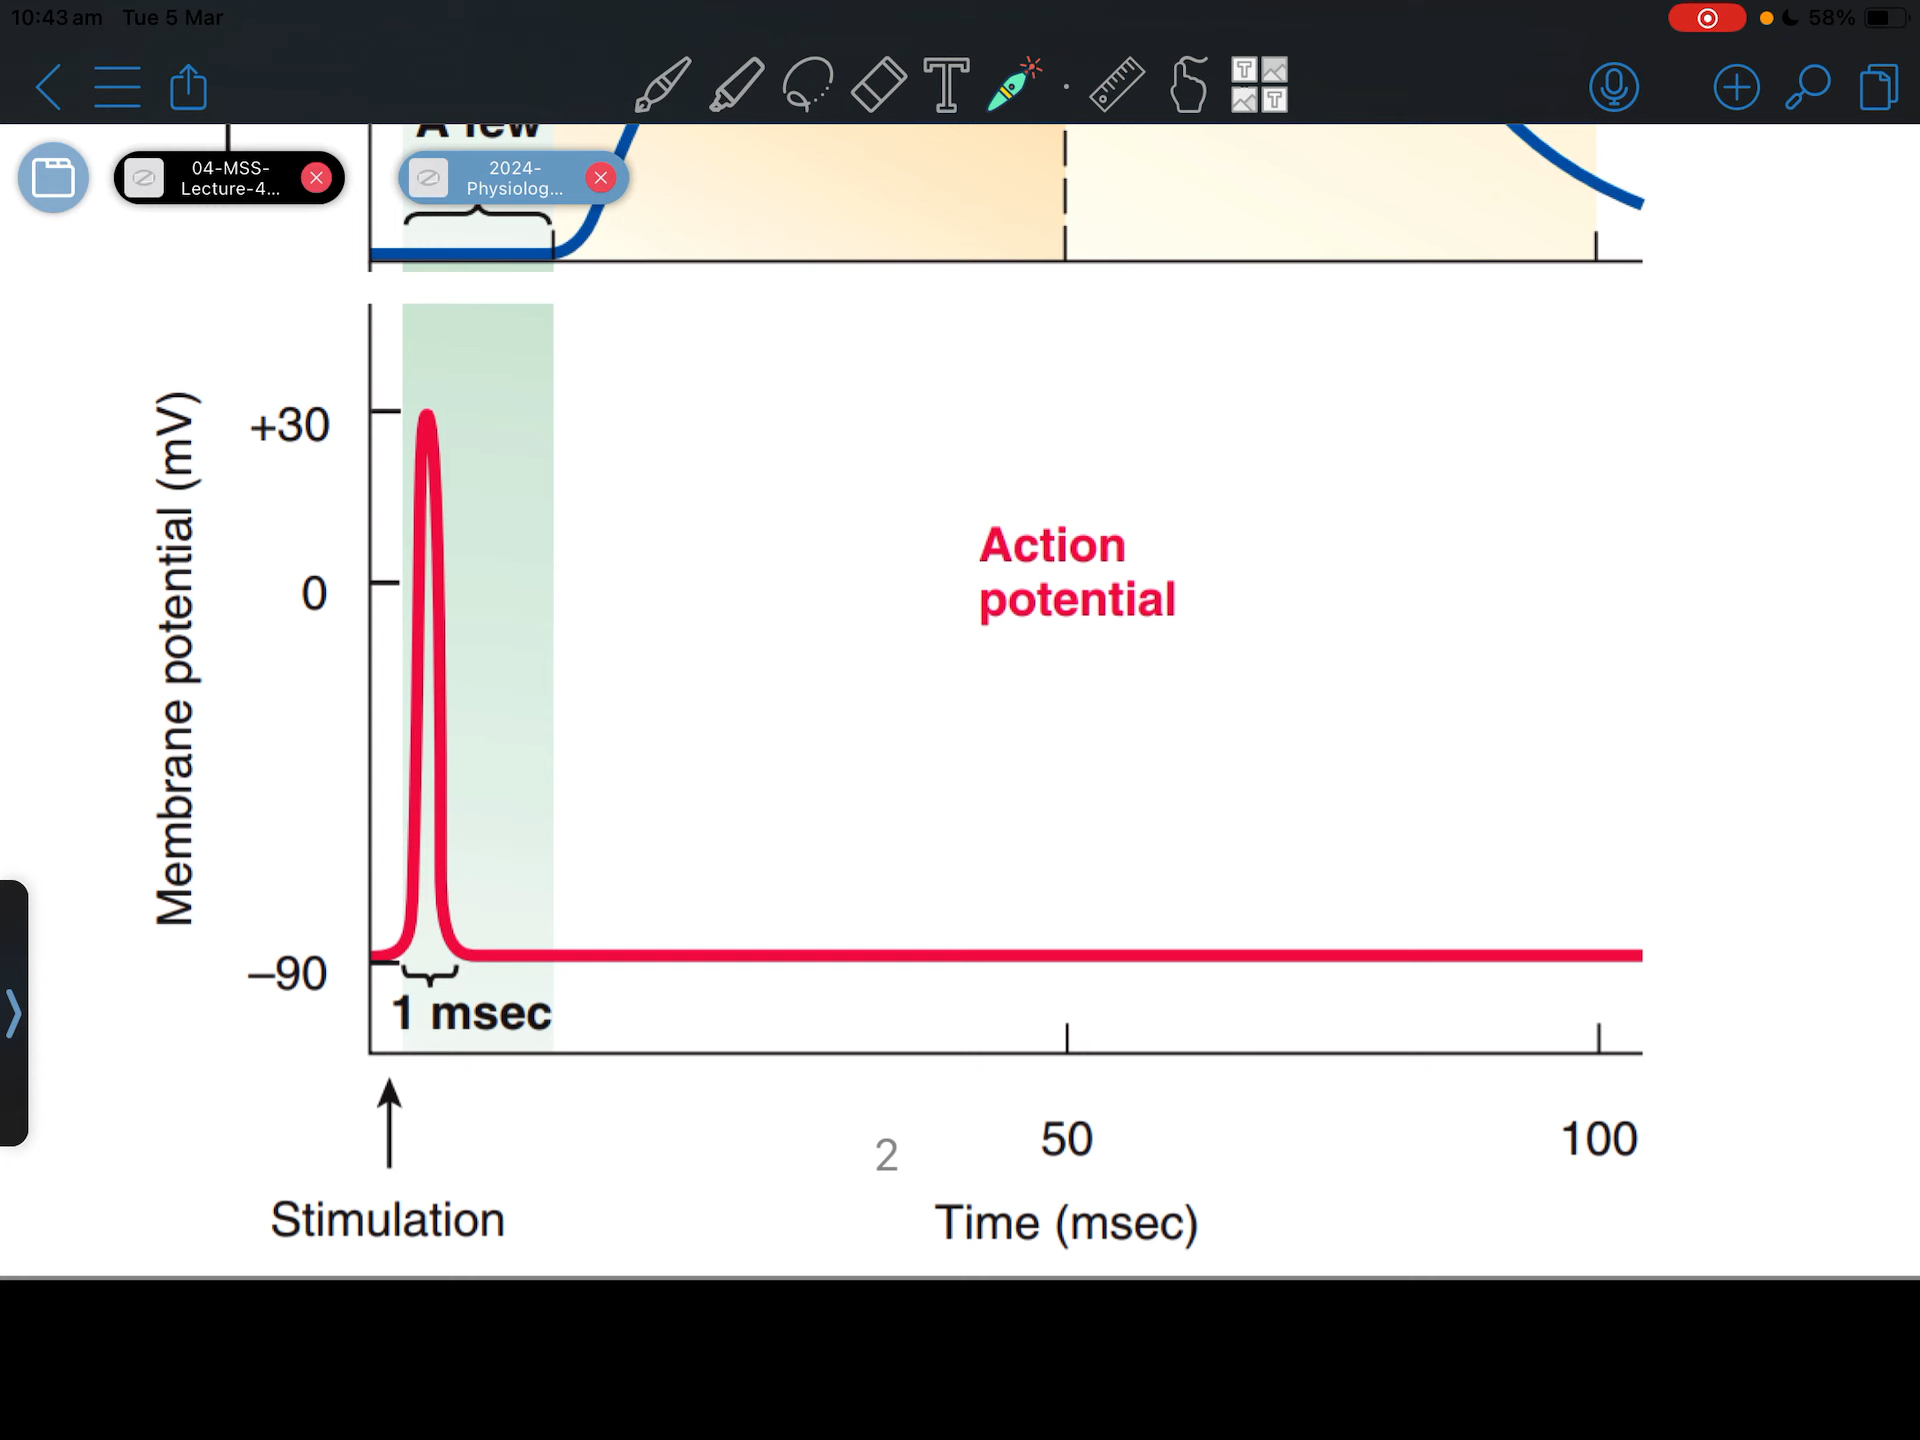 10:43 am Tue 5 Mar
58%
A few
04-MSS-
Lecture-4...
2024-
Physiolog...
Membrane potential (mV)
+30
0
–90
Action
potential
1 msec
2
50
100
Stimulation
Time (msec)